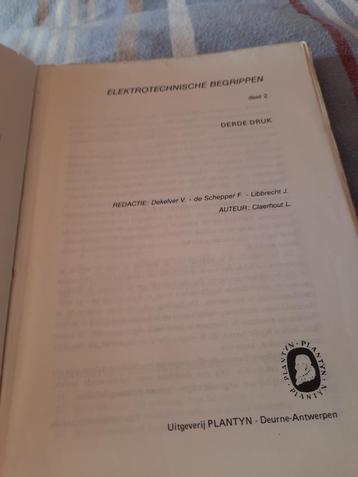 ELEKTROTECHNISCHE BEGRIPPEN
deel 2
DERDE DRUK
REDACTIE: Dekelver V. - de Schepper F. - Libbrecht J.
AUTEUR: Claerhout L.
PLANTYN · PLANTYN · PLANTYN
Uitgeverij PLANTYN - Deurne-Antwerpen